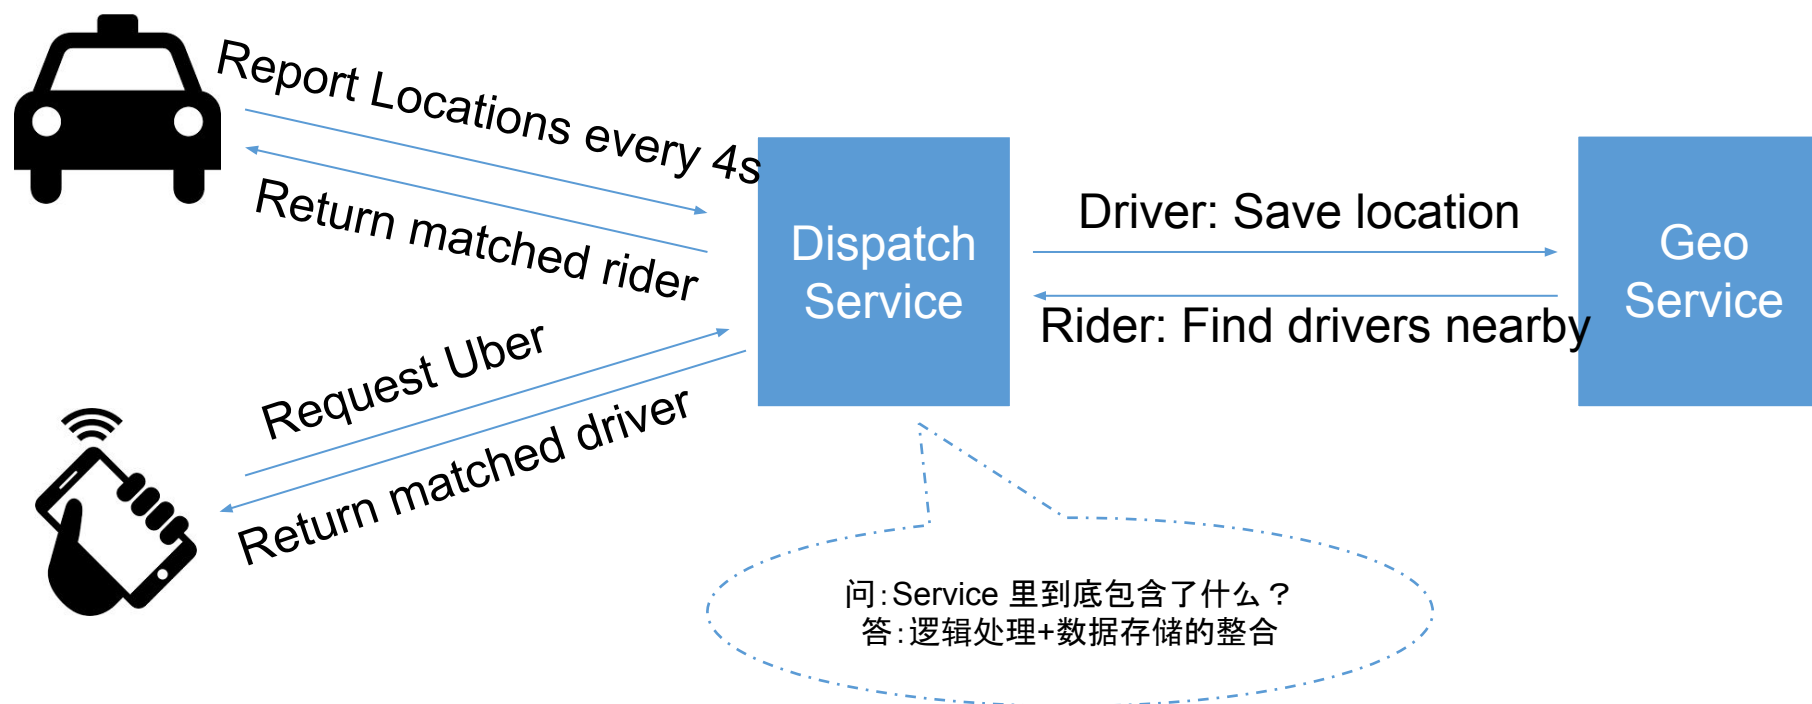 Report Locations every 4s
Return matched rider
Request Uber
Return matched driver
Dispatch
Service
Driver: Save location
Rider: Find drivers nearby
Geo
Service
问:Service 里到底包含了什么？
答:逻辑处理+数据存储的整合